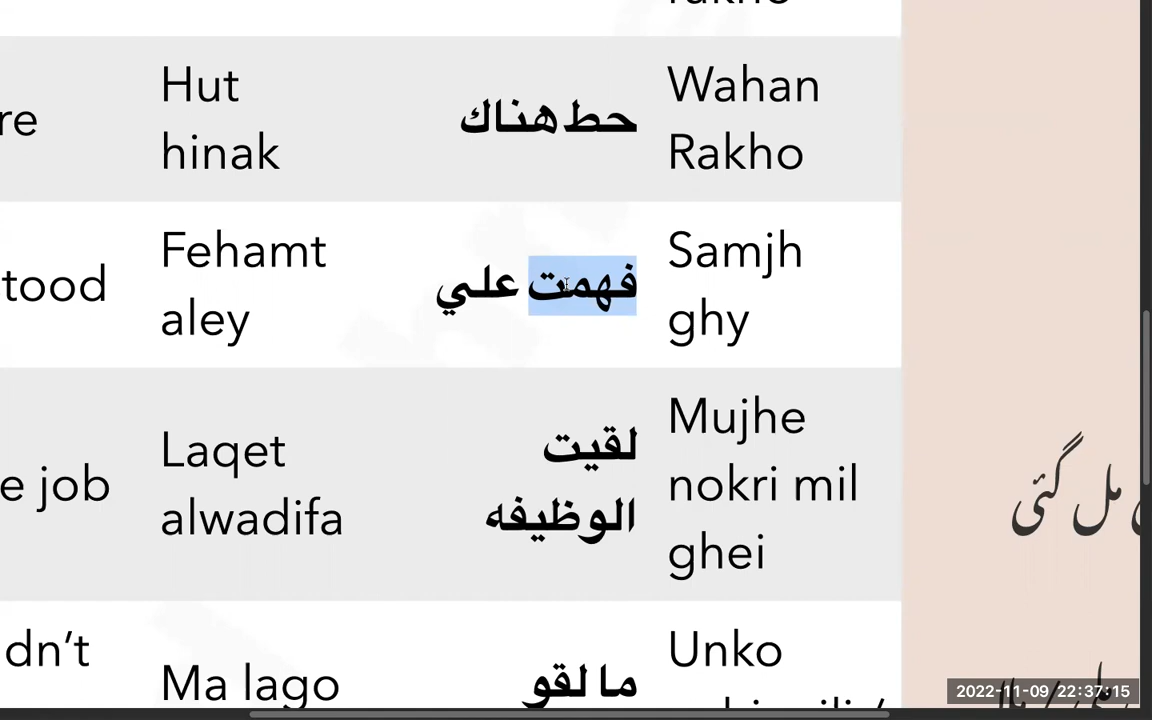 re
Hut
hinak
حط هناك
Wahan
Rakho
tood
Fehamt
aley
فهمت علي
Samjh
ghy
e job
Laqet
alwadifa
لقيت
الوظيفه
Mujhe
nokri mil
ghei
مل گئی
dn't
Ma lago
ما لقو
Unko
2022-11-09 22:37:15